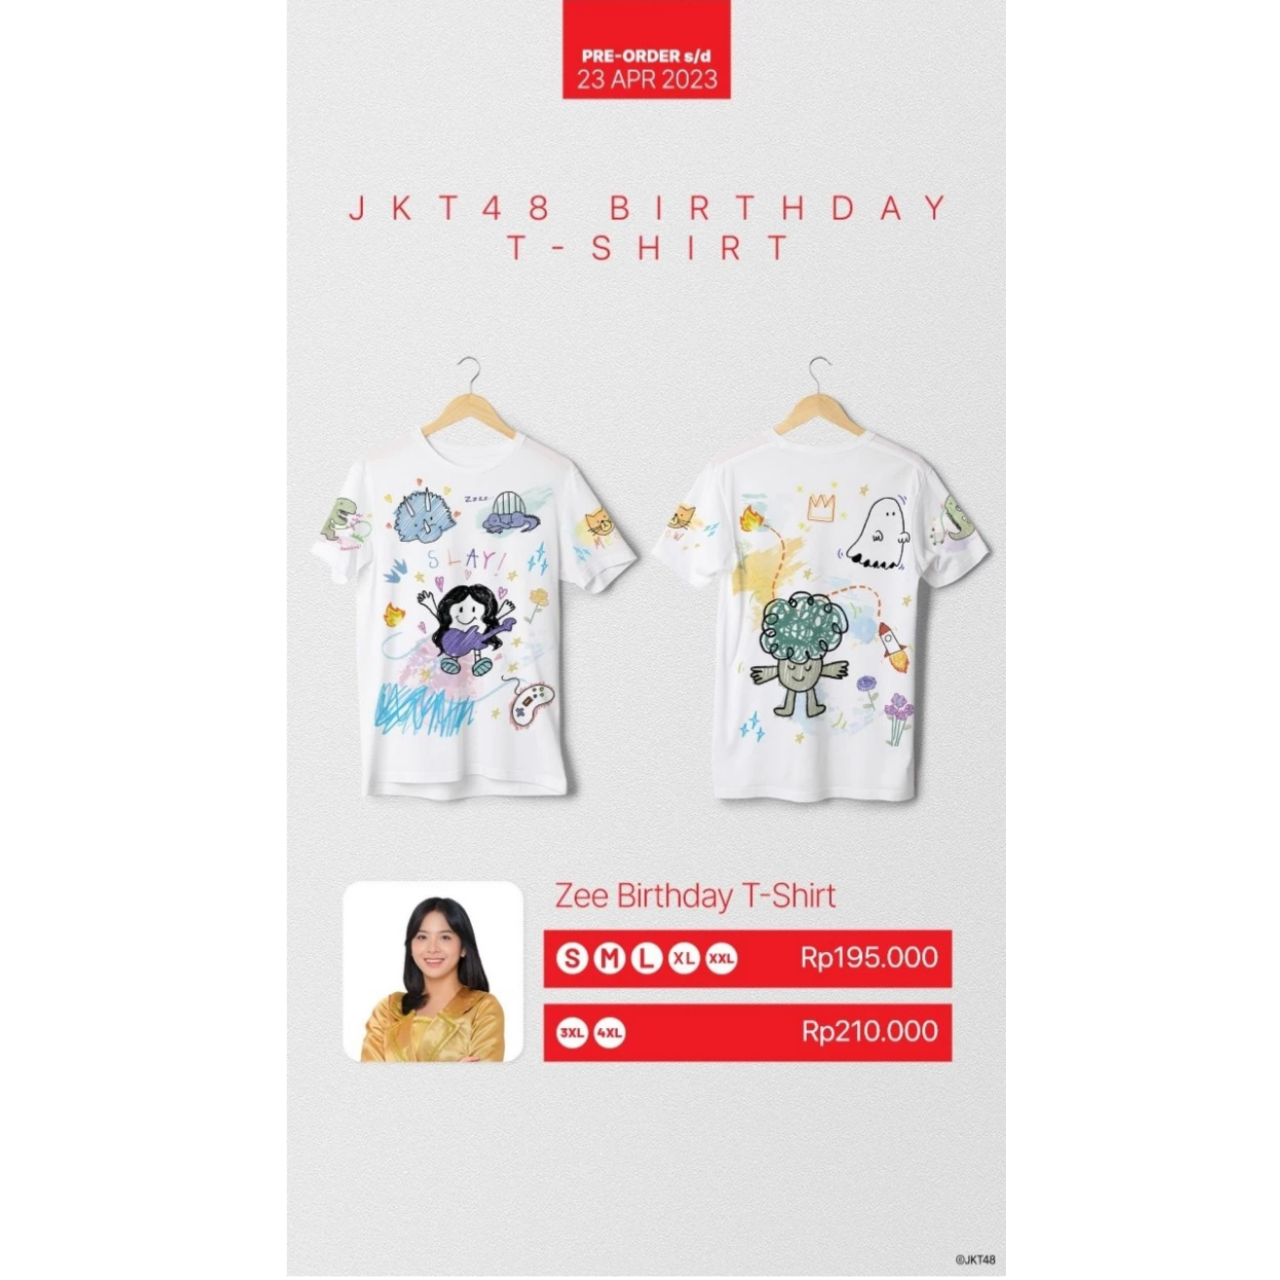 PRE-ORDER s/d
23 APR 2023
JKT48 BIRTHDAY
T-SHIRT
Zzzz
SLAY!
Zee Birthday T-Shirt
S M L XL XXL Rp195.000
3XL 4XL Rp210.000
©JKT48